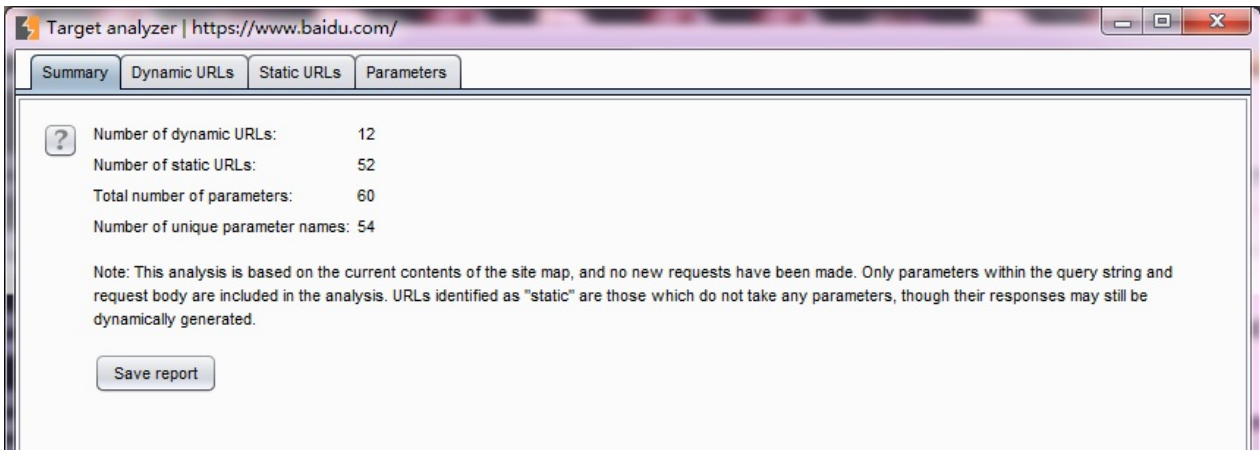 Target analyzer | https://www.baidu.com/
Summary Dynamic URLs Static URLs Parameters
? Number of dynamic URLs: 12
Number of static URLs: 52
Total number of parameters: 60
Number of unique parameter names: 54
Note: This analysis is based on the current contents of the site map, and no new requests have been made. Only parameters within the query string and
request body are included in the analysis. URLs identified as "static" are those which do not take any parameters, though their responses may still be
dynamically generated.
Save report